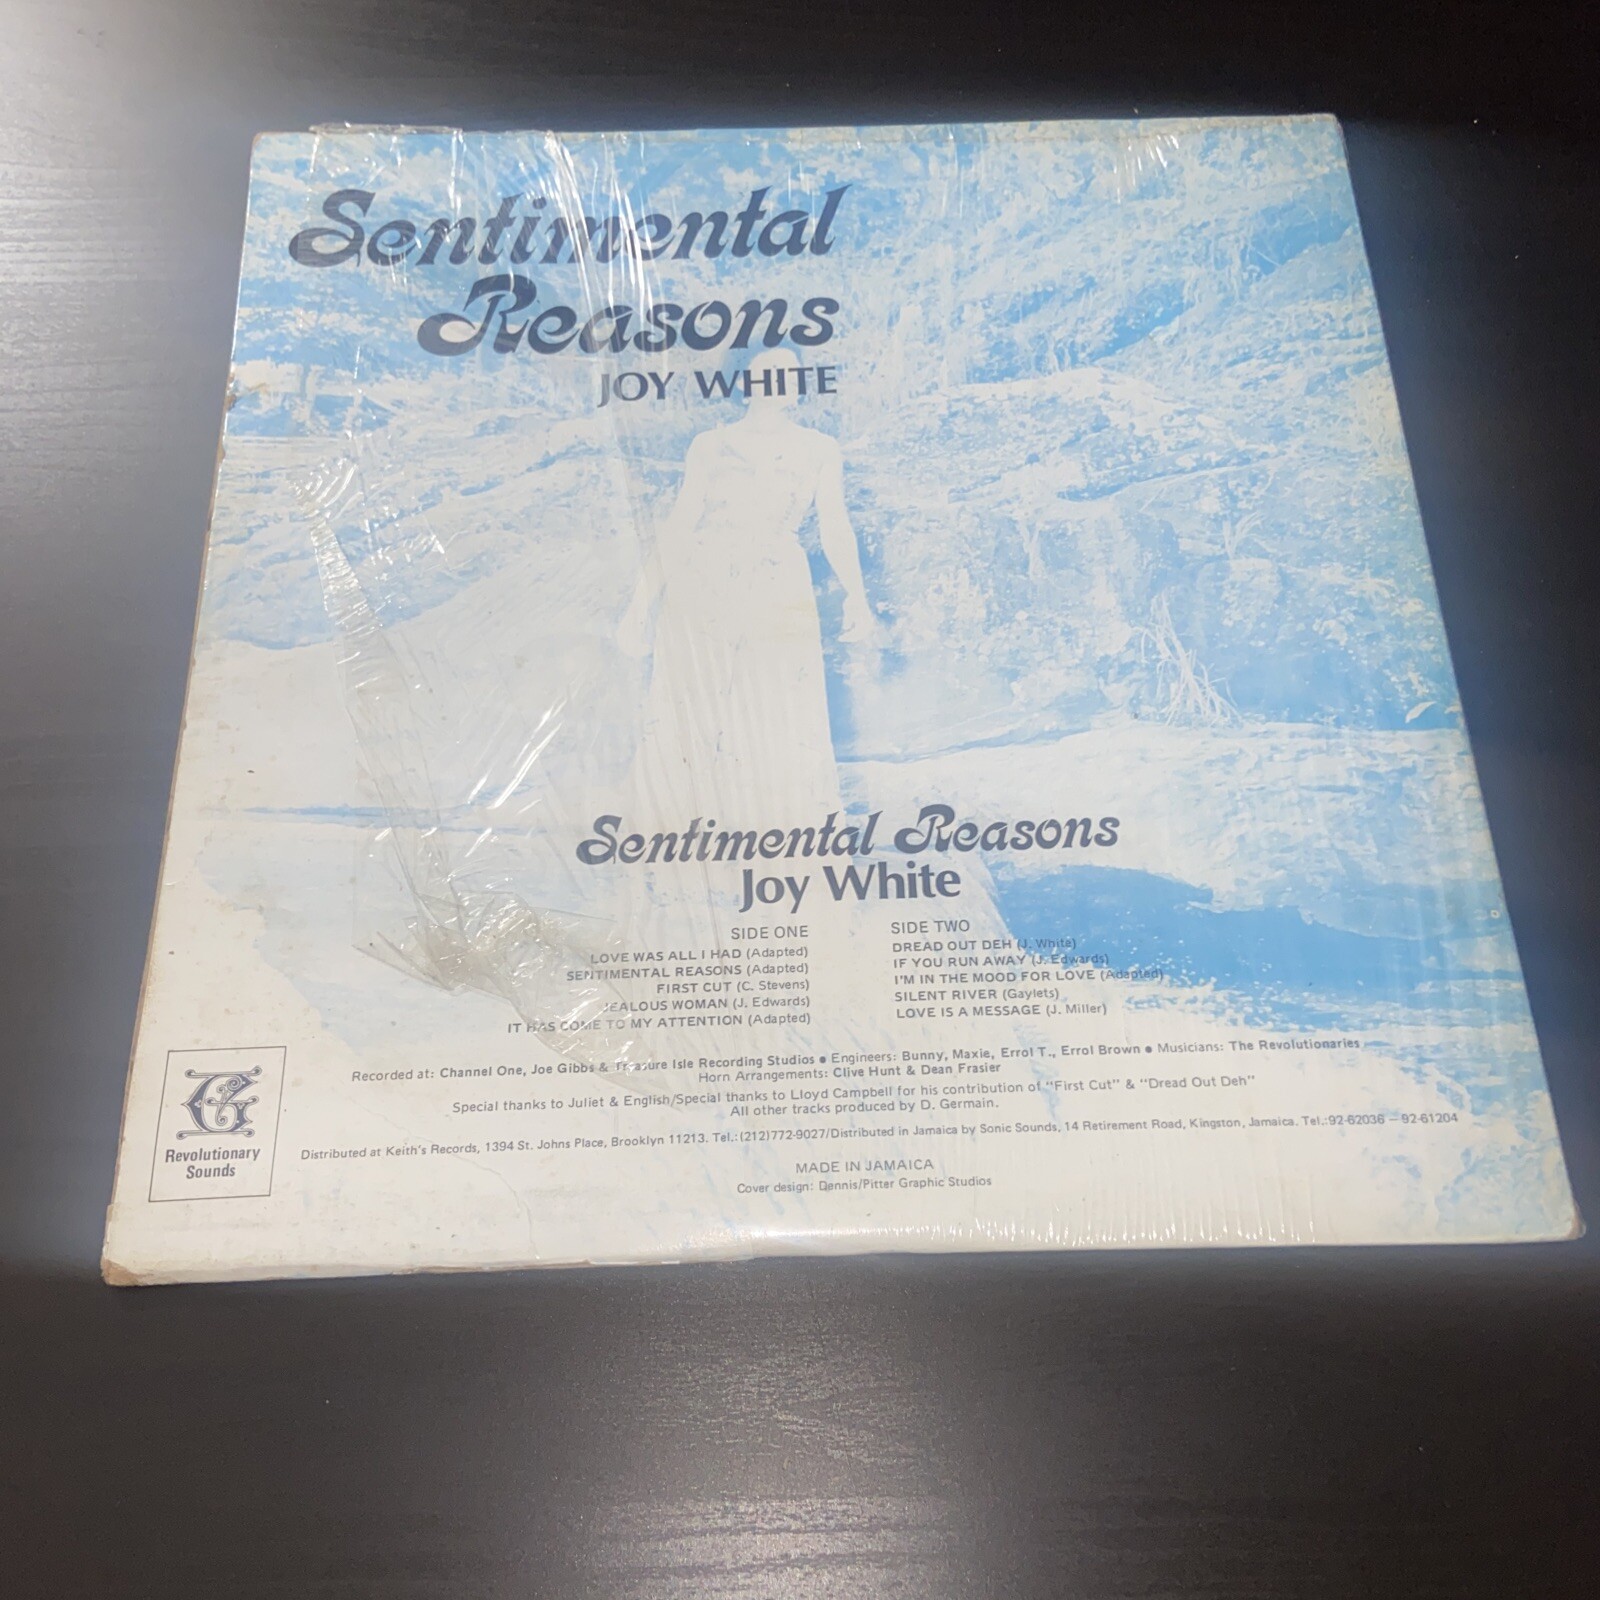 Sentimental
Reasons
JOY WHITE
Sentimental Reasons
Joy White
SIDE ONE
LOVE WAS ALL I HAD (Adapted)
SENTIMENTAL REASONS (Adapted)
FIRST CUT (C. Stevens)
JEALOUS WOMAN (J. Edwards)
IT HAS COME TO MY ATTENTION (Adapted)
SIDE TWO
DREAD OUT DEH (J. White)
IF YOU RUN AWAY (J. Edwards)
I'M IN THE MOOD FOR LOVE (Adapted)
SILENT RIVER (Gaylets)
LOVE IS A MESSAGE (J. Miller)
Recorded at: Channel One, Joe Gibbs & Treasure Isle Recording Studios ● Engineers: Bunny, Maxie, Errol T., Errol Brown ● Musicians: The Revolutionaries
Horn Arrangements: Clive Hunt & Dean Frasier
Special thanks to Juliet & English/Special thanks to Lloyd Campbell for his contribution of "First Cut" & "Dread Out Deh"
All other tracks produced by D. Germain.
Distributed at Keith's Records, 1394 St. Johns Place, Brooklyn 11213. Tel.:(212)772-9027/Distributed in Jamaica by Sonic Sounds, 14 Retirement Road, Kingston, Jamaica. Tel.:92-62036 – 92-61204
MADE IN JAMAICA
Cover design: Dennis/Pitter Graphic Studios
Revolutionary
Sounds